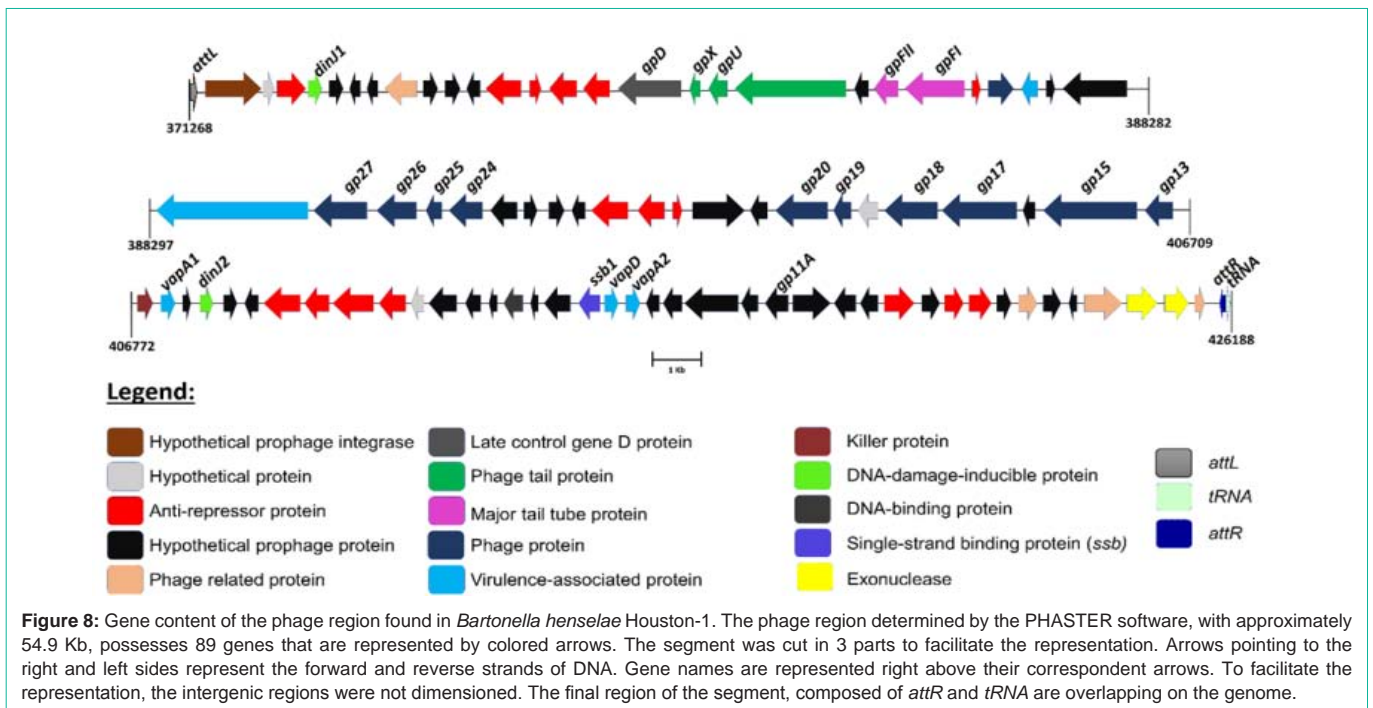 attL dinJ1 gpD gpX gpU gpFII gpFI
371268 388282
gp27 gp26 gp25 gp24 gp20 gp19 gp18 gp17 gp15 gp13
388297 406709
vapA1 dinJ2 ssb1 vapD vapA2 gp11A attR tRNA
406772 426188
1 Kb
Legend:
Hypothetical prophage integrase Late control gene D protein Killer protein attL
Hypothetical protein Phage tail protein DNA-damage-inducible protein tRNA
Anti-repressor protein Major tail tube protein DNA-binding protein attR
Hypothetical prophage protein Phage protein Single-strand binding protein (ssb)
Phage related protein Virulence-associated protein Exonuclease
Figure 8: Gene content of the phage region found in Bartonella henselae Houston-1. The phage region determined by the PHASTER software, with approximately
54.9 Kb, possesses 89 genes that are represented by colored arrows. The segment was cut in 3 parts to facilitate the representation. Arrows pointing to the
right and left sides represent the forward and reverse strands of DNA. Gene names are represented right above their correspondent arrows. To facilitate the
representation, the intergenic regions were not dimensioned. The final region of the segment, composed of attR and tRNA are overlapping on the genome.